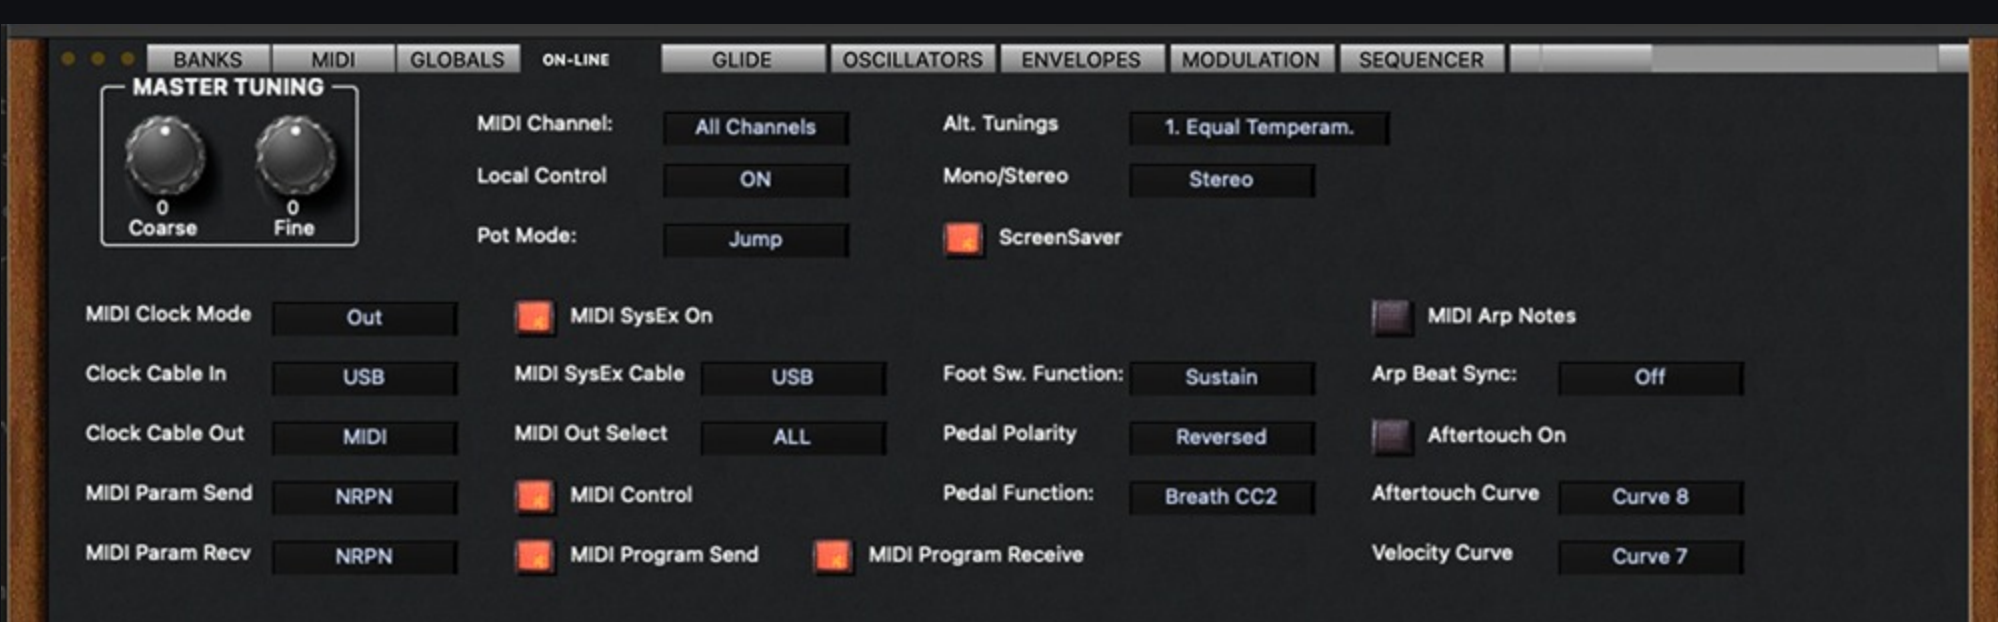 BANKS MIDI GLOBALS ON-LINE GLIDE OSCILLATORS ENVELOPES MODULATION SEQUENCER
MASTER TUNING
0 0
Coarse Fine
MIDI Channel: All Channels Alt. Tunings 1. Equal Temperam.
Local Control ON Mono/Stereo Stereo
Pot Mode: Jump ScreenSaver
MIDI Clock Mode Out MIDI SysEx On MIDI Arp Notes
Clock Cable In USB MIDI SysEx Cable USB Foot Sw. Function: Sustain Arp Beat Sync: Off
Clock Cable Out MIDI MIDI Out Select ALL Pedal Polarity Reversed Aftertouch On
MIDI Param Send NRPN MIDI Control Pedal Function: Breath CC2 Aftertouch Curve Curve 8
MIDI Param Recv NRPN MIDI Program Send MIDI Program Receive Velocity Curve Curve 7